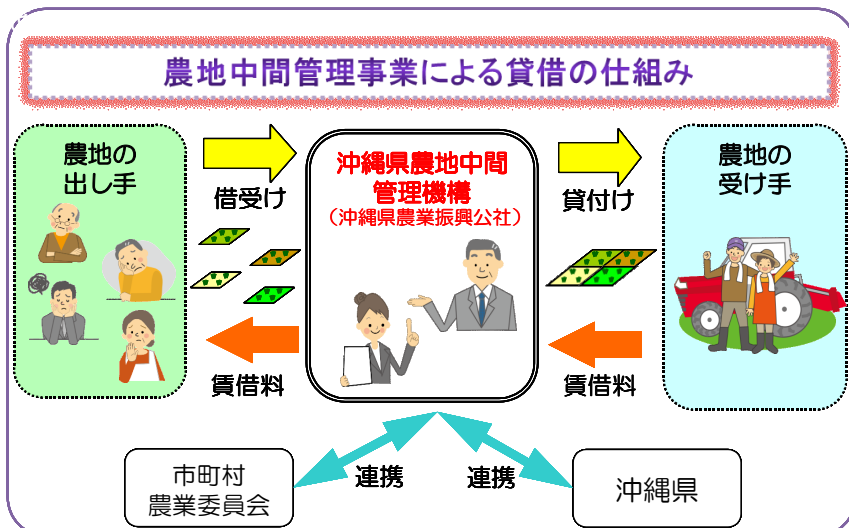 農地中間管理事業による貸借の仕組み
農地の
出し手
借受け
賃借料
沖縄県農地中間
管理機構
（沖縄県農業振興公社）
貸付け
賃借料
農地の
受け手
市町村
農業委員会
連携
連携
沖縄県